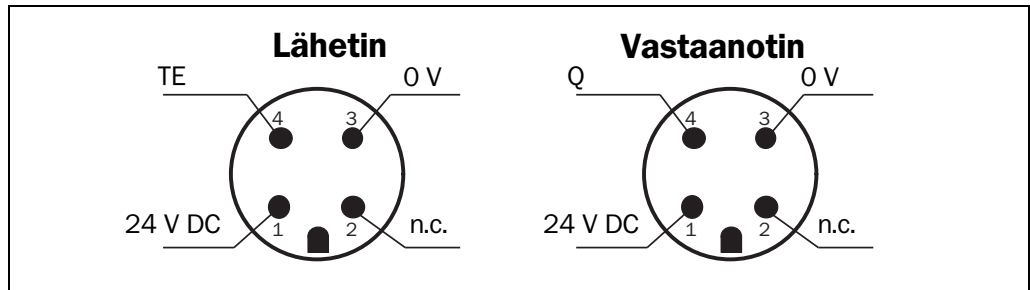 Lähetin
TE
0 V
4
3
24 V DC
1
2
n.c.
Vastaanotin
Q
0 V
4
3
24 V DC
1
2
n.c.